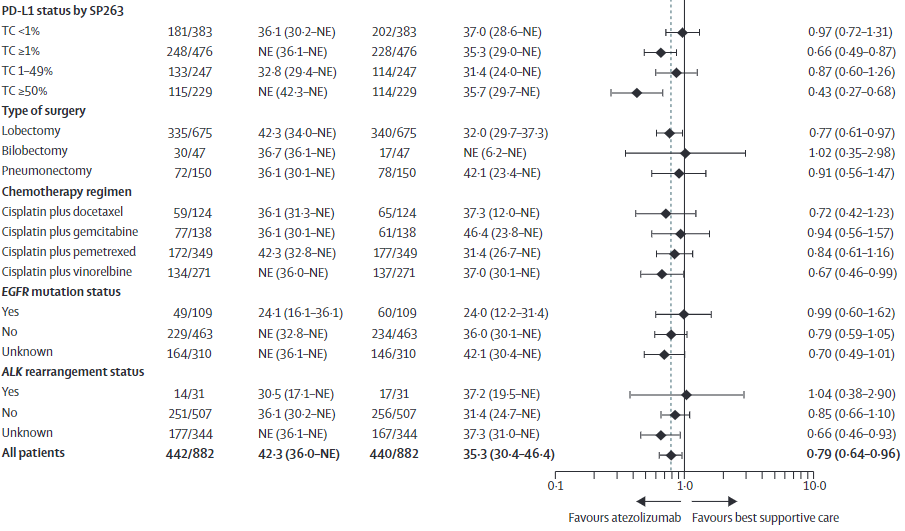 PD-L1 status by SP263
TC <1% 181/383 36·1 (30·2–NE) 202/383 37·0 (28·6–NE) 0·97 (0·72–1·31)
TC ≥1% 248/476 NE (36·1–NE) 228/476 35·3 (29·0–NE) 0·66 (0·49–0·87)
TC 1–49% 133/247 32·8 (29·4–NE) 114/247 31·4 (24·0–NE) 0·87 (0·60–1·26)
TC ≥50% 115/229 NE (42·3–NE) 114/229 35·7 (29·7–NE) 0·43 (0·27–0·68)
Type of surgery
Lobectomy 335/675 42·3 (34·0–NE) 340/675 32·0 (29·7–37·3) 0·77 (0·61–0·97)
Bilobectomy 30/47 36·7 (36·1–NE) 17/47 NE (6·2–NE) 1·02 (0·35–2·98)
Pneumonectomy 72/150 36·1 (30·1–NE) 78/150 42·1 (23·4–NE) 0·91 (0·56–1·47)
Chemotherapy regimen
Cisplatin plus docetaxel 59/124 36·1 (31·3–NE) 65/124 37·3 (12·0–NE) 0·72 (0·42–1·23)
Cisplatin plus gemcitabine 77/138 36·1 (30·1–NE) 61/138 46·4 (23·8–NE) 0·94 (0·56–1·57)
Cisplatin plus pemetrexed 172/349 42·3 (32·8–NE) 177/349 31·4 (26·7–NE) 0·84 (0·61–1·16)
Cisplatin plus vinorelbine 134/271 NE (36·0–NE) 137/271 37·0 (30·1–NE) 0·67 (0·46–0·99)
EGFR mutation status
Yes 49/109 24·1 (16·1–36·1) 60/109 24·0 (12·2–31·4) 0·99 (0·60–1·62)
No 229/463 NE (32·8–NE) 234/463 36·0 (30·1–NE) 0·79 (0·59–1·05)
Unknown 164/310 NE (36·1–NE) 146/310 42·1 (30·4–NE) 0·70 (0·49–1·01)
ALK rearrangement status
Yes 14/31 30·5 (17·1–NE) 17/31 37·2 (19·5–NE) 1·04 (0·38–2·90)
No 251/507 36·1 (30·2–NE) 256/507 31·4 (24·7–NE) 0·85 (0·66–1·10)
Unknown 177/344 NE (36·1–NE) 167/344 37·3 (31·0–NE) 0·66 (0·46–0·93)
All patients 442/882 42·3 (36·0–NE) 440/882 35·3 (30·4–46·4) 0·79 (0·64–0·96)
0·1 1·0 10·0
Favours atezolizumab Favours best supportive care